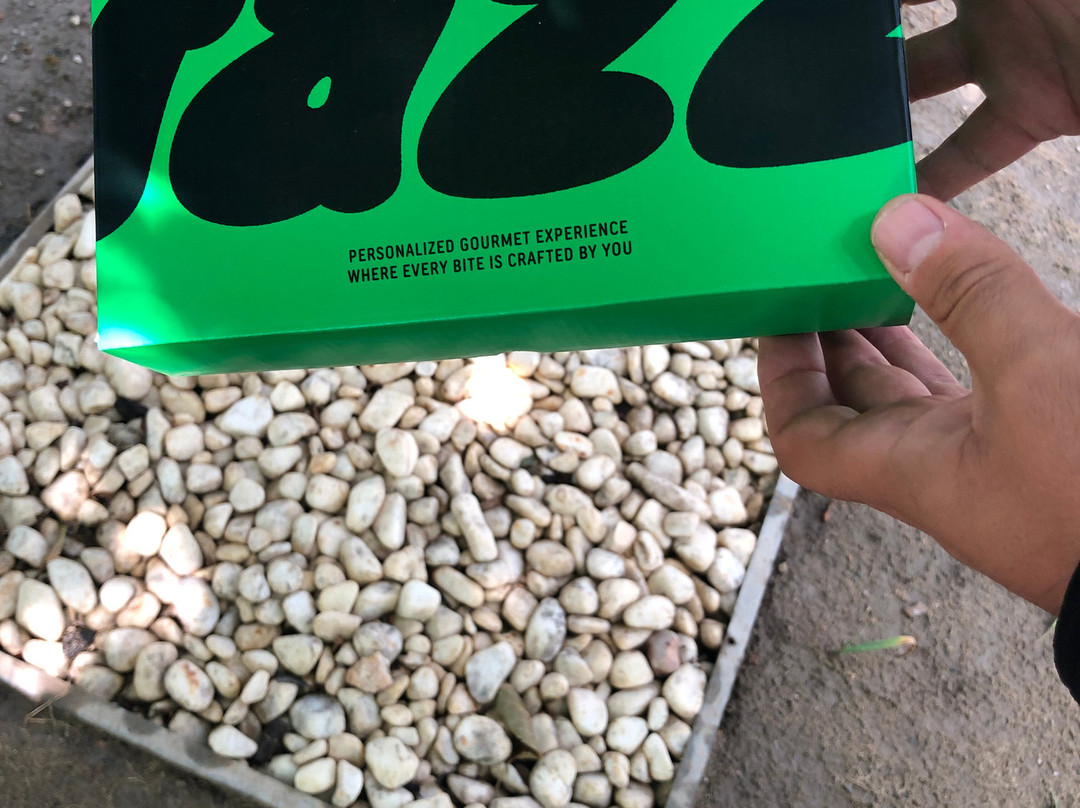 PERSONALIZED GOURMET EXPERIENCE
WHERE EVERY BITE IS CRAFTED BY YOU